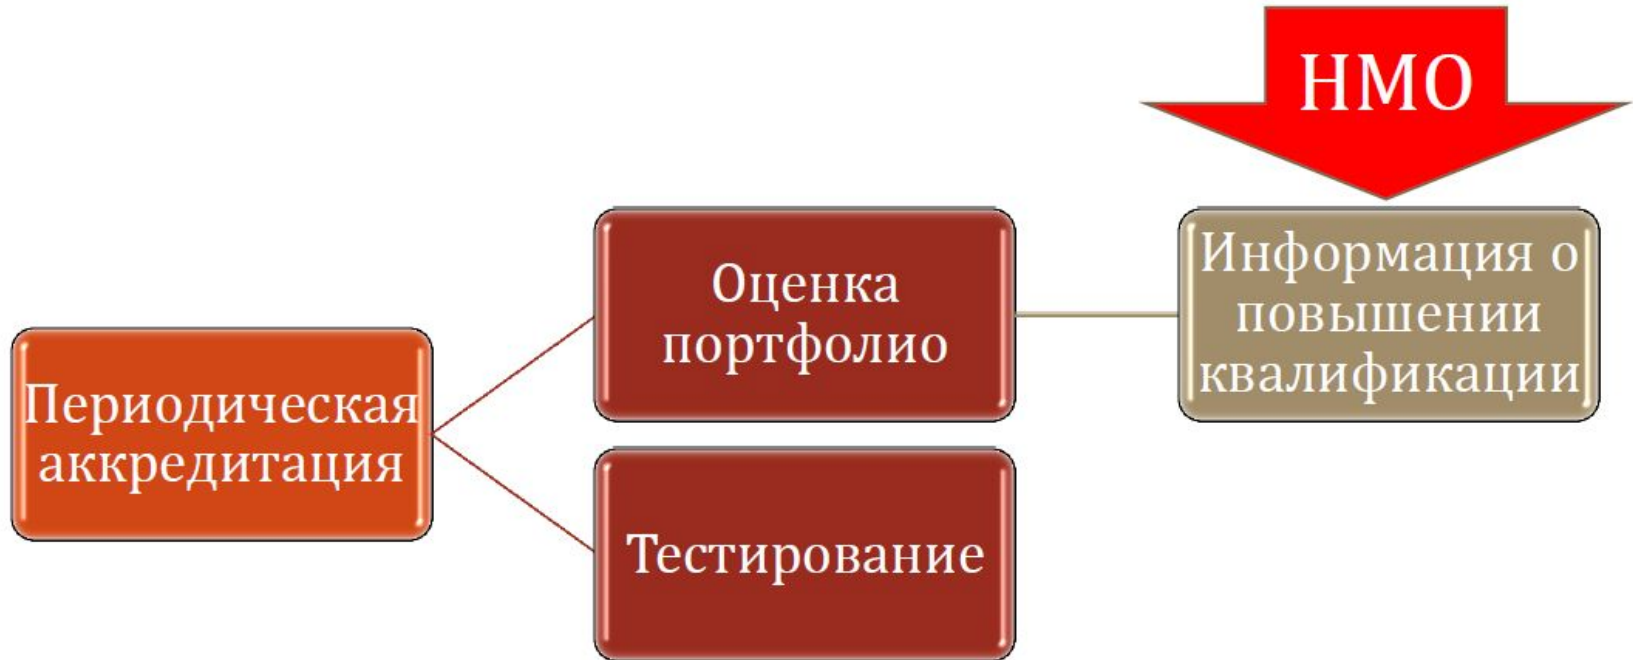 НМО
Периодическая
аккредитация
Оценка
портфолио
Тестирование
Информация о
повышении
квалификации